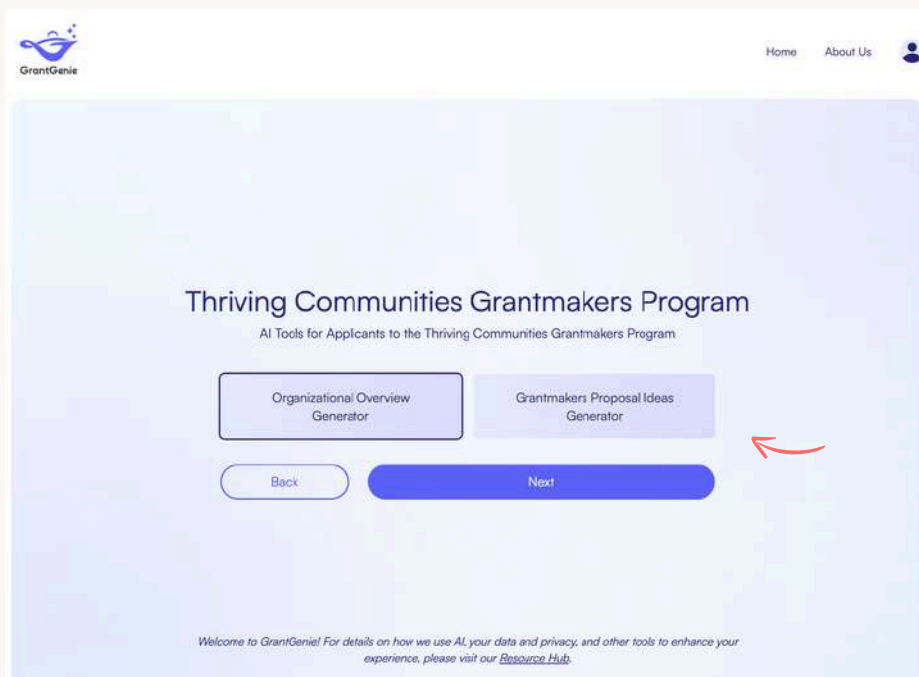 GrantGenie
Home About Us
Thriving Communities Grantmakers Program
AI Tools for Applicants to the Thriving Communities Grantmakers Program
Organizational Overview
Generator
Grantmakers Proposal Ideas
Generator
Back
Next
Welcome to GrantGenie! For details on how we use AI, your data and privacy, and other tools to enhance your
experience, please visit our Resource Hub.